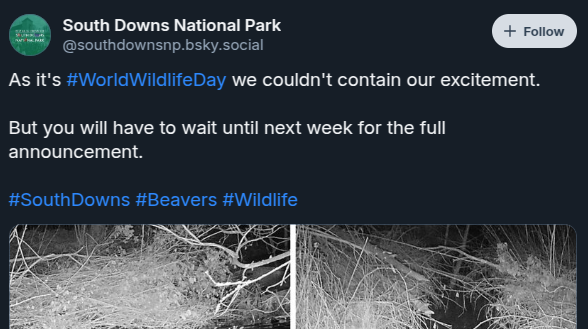 South Downs National Park
@southdownsnp.bsky.social
+ Follow
As it's #WorldWildlifeDay we couldn't contain our excitement.
But you will have to wait until next week for the full
announcement.
#SouthDowns #Beavers #Wildlife